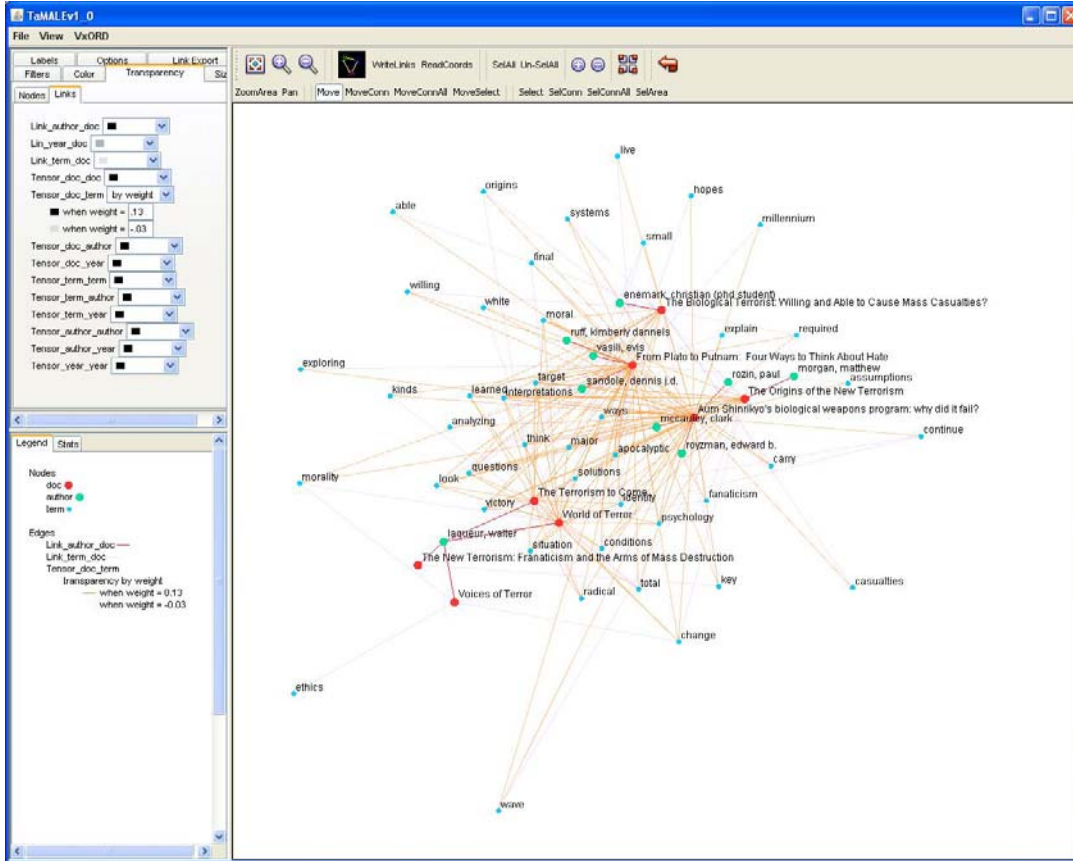 TaMALEv1_0
File View VxORD
Labels Options Link Export
Filters Color Transparency Siz
Nodes Links
Link_author_doc
Lin_year_doc
Link_term_doc
Tensor_doc_doc
Tensor_doc_term by weight
when weight = .13
when weight = -.03
Tensor_doc_author
Tensor_doc_year
Tensor_term_term
Tensor_term_author
Tensor_term_year
Tensor_author_author
Tensor_author_year
Tensor_year_year
Legend Stats
Nodes
doc
author
term
Edges
Link_author_doc
Link_term_doc
Tensor_doc_term
transparency by weight
when weight = 0.13
when weight = -0.03
WriteLinks ReadCoords SelAll Un-SelAll
ZoomArea Pan Move MoveConn MoveConnAll MoveSelect Select SelConn SelConnAll SelArea
live
origins
hopes
able
systems
millennium
small
final
willing
enemark, christian (phd student)
white
The Biological Terrorist: Willing and Able to Cause Mass Casualties?
moral
ruff, kimberly dannels
explain
required
vasili, evis
From Plato to Putnam: Four Ways to Think About Hate
exploring
rozin, paul
morgan, matthew
target
assumptions
sandole, dennis j.d.
kinds
learned
interpretations
The Origins of the New Terrorism
ways
Aum Shinrikyo's biological weapons program: why did it fail?
analyzing
mccauley, clark
continue
think
major
apocalyptic
royzman, edward b.
questions
solutions
carry
morality
look
The Terrorism to Come
victory
identity
fanaticism
World of Terror
psychology
laqueur, walter
situation
conditions
The New Terrorism: Franaticism and the Arms of Mass Destruction
total
key
casualties
radical
Voices of Terror
change
ethics
wave